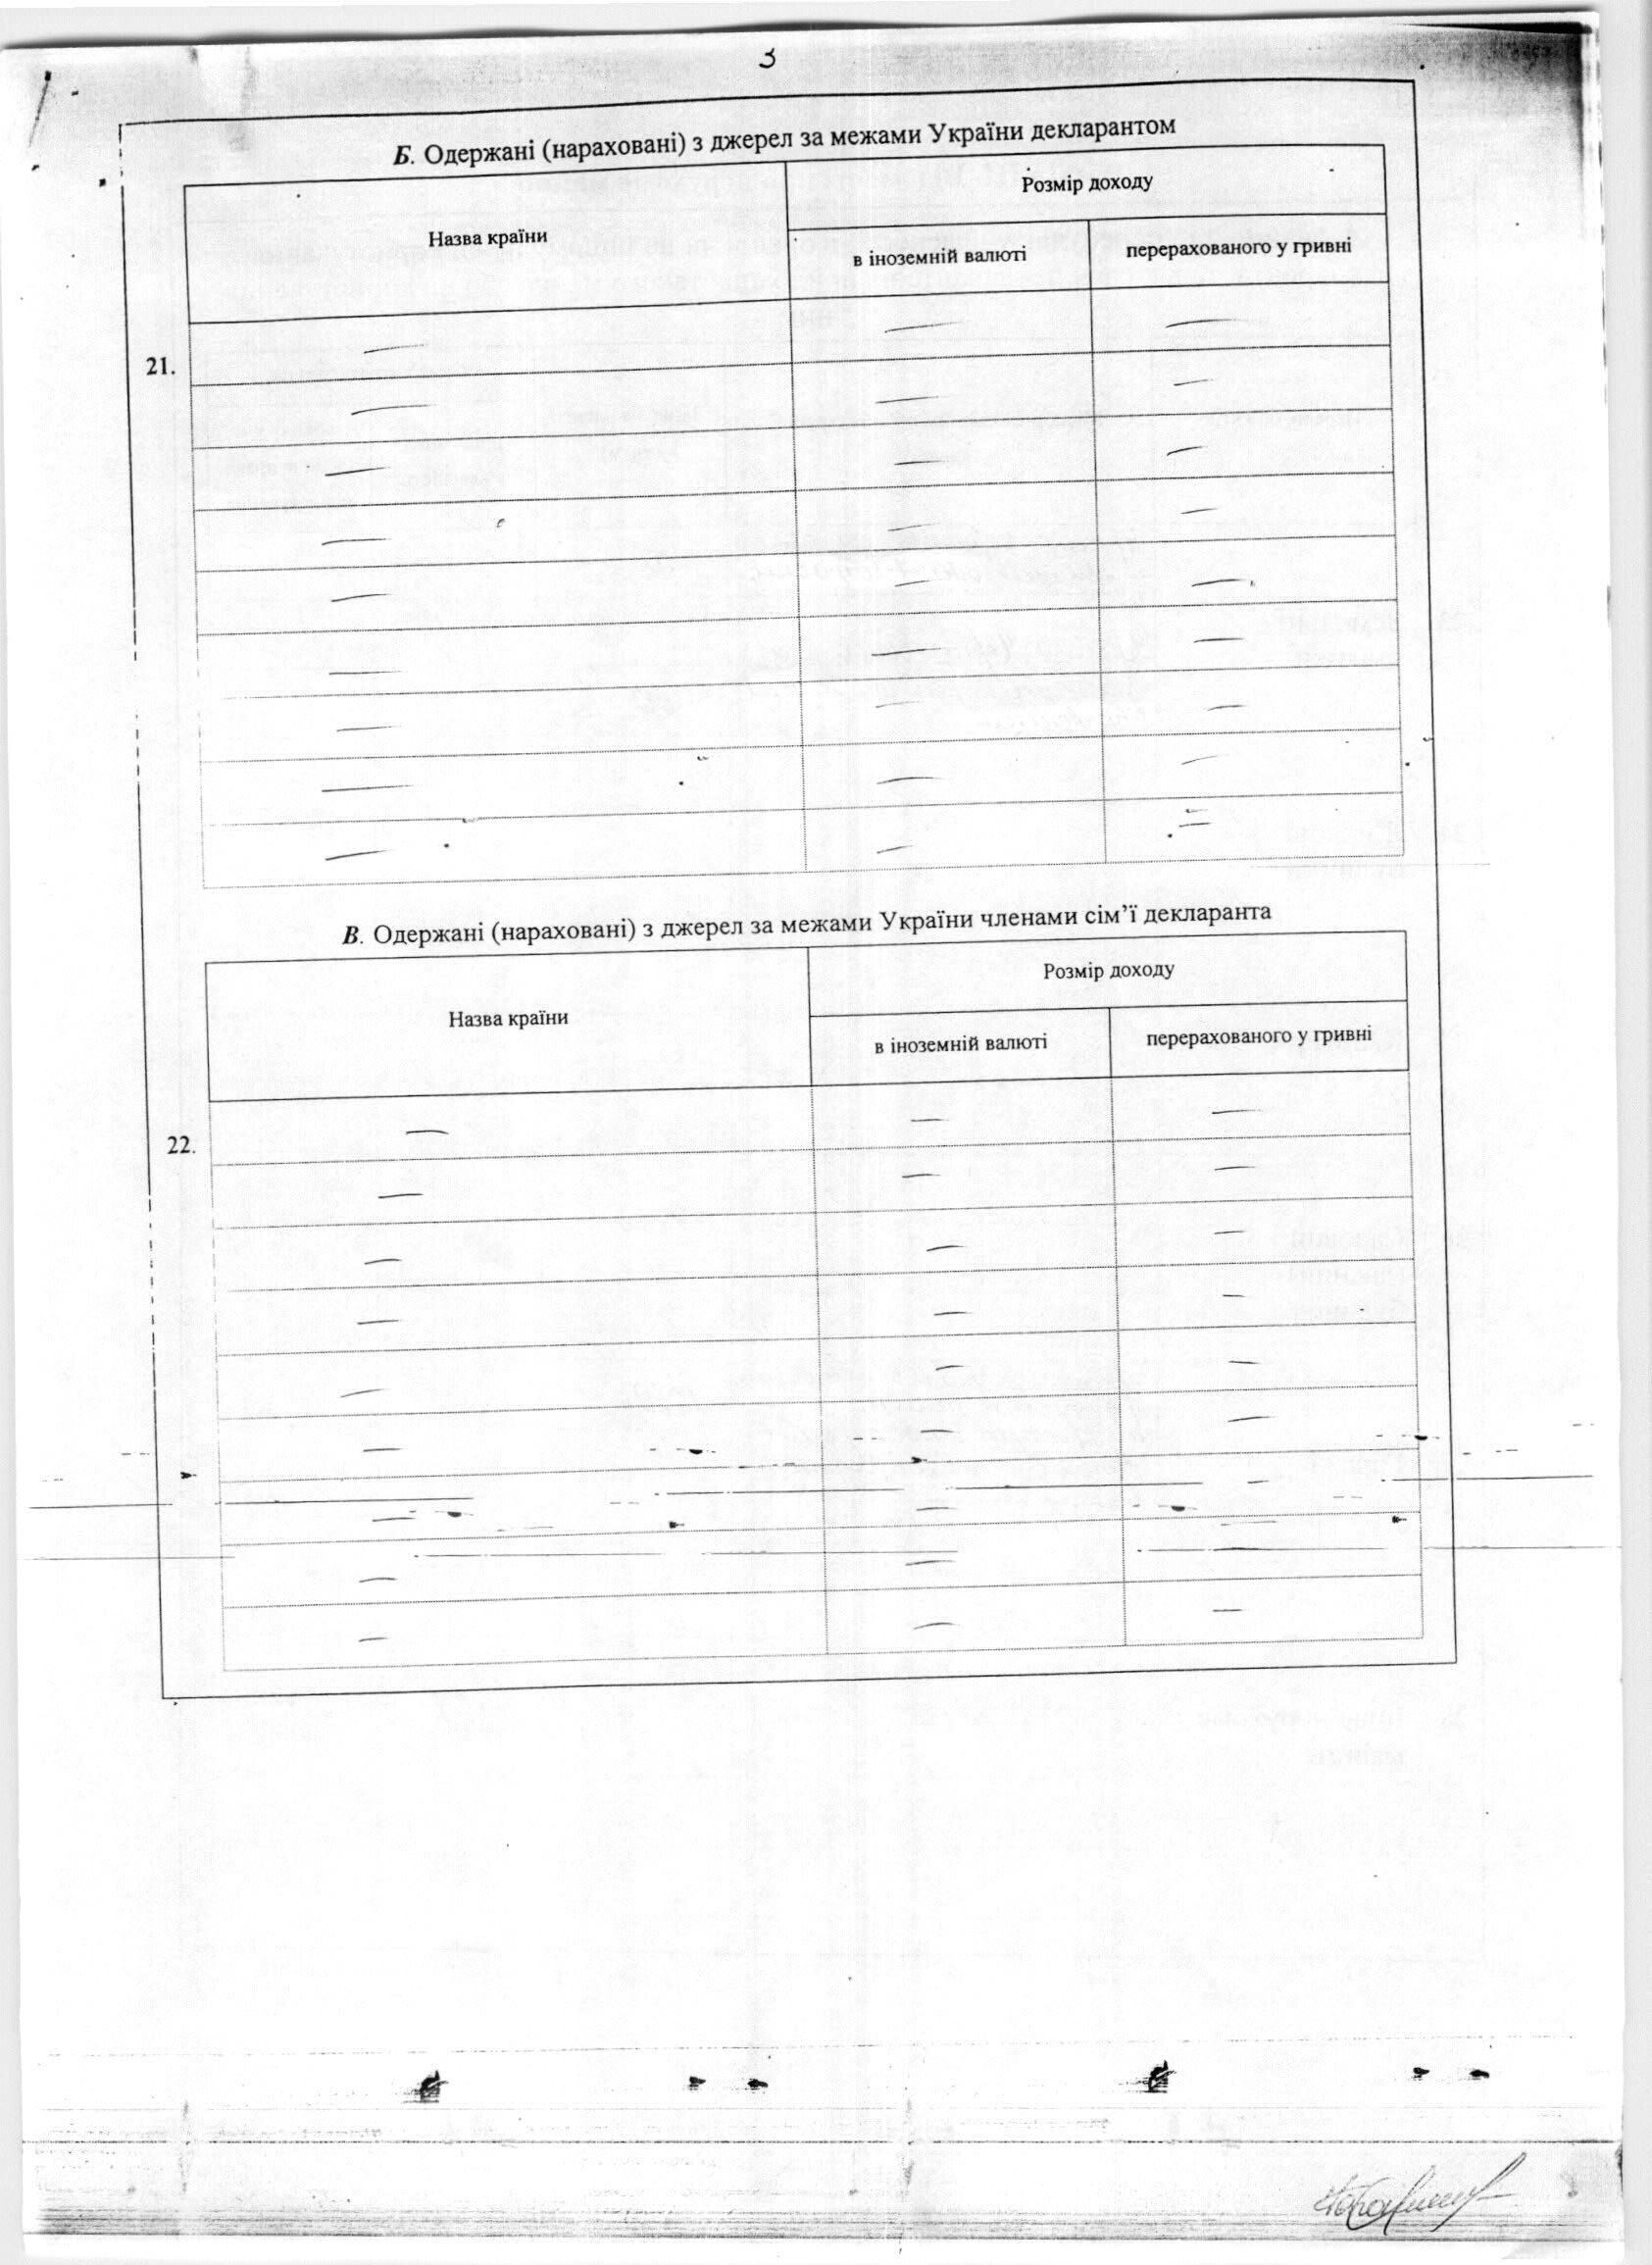 3
Б. Одержані (нараховані) з джерел за межами України декларантом
Назва країни
Розмір доходу
в іноземній валюті
перерахованого у гривні
21.
— — —
— — —
— — —
— — —
— — —
— — —
— — —
— — —
— — —
В. Одержані (нараховані) з джерел за межами України членами сім’ї декларанта
Назва країни
Розмір доходу
в іноземній валюті
перерахованого у гривні
22.
— — —
— — —
— — —
— — —
— — —
— — —
— — —
— — —
— — —